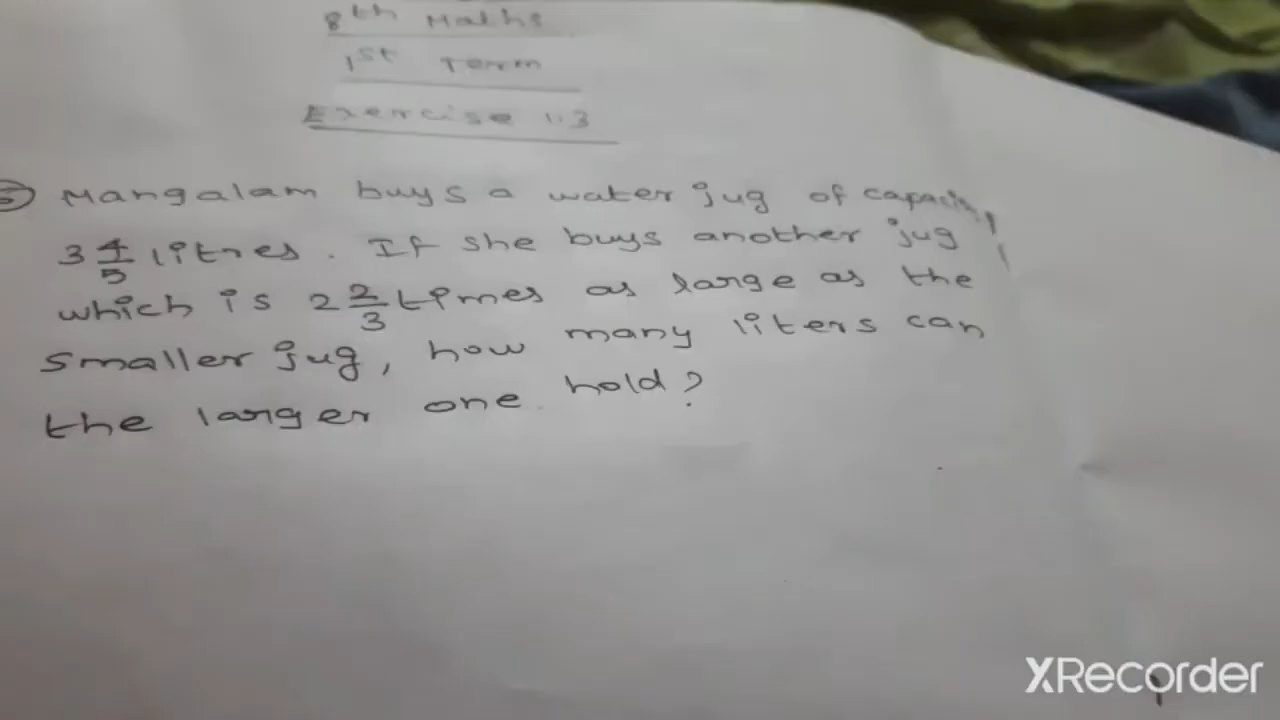 8th Maths
1st Term
Exercise 1.3
Mangalam buys a water jug of capacity
3 4/5 litres. If she buys another jug
which is 2 2/3 times as large as the
smaller jug, how many liters can
the larger one hold?
XRecorder